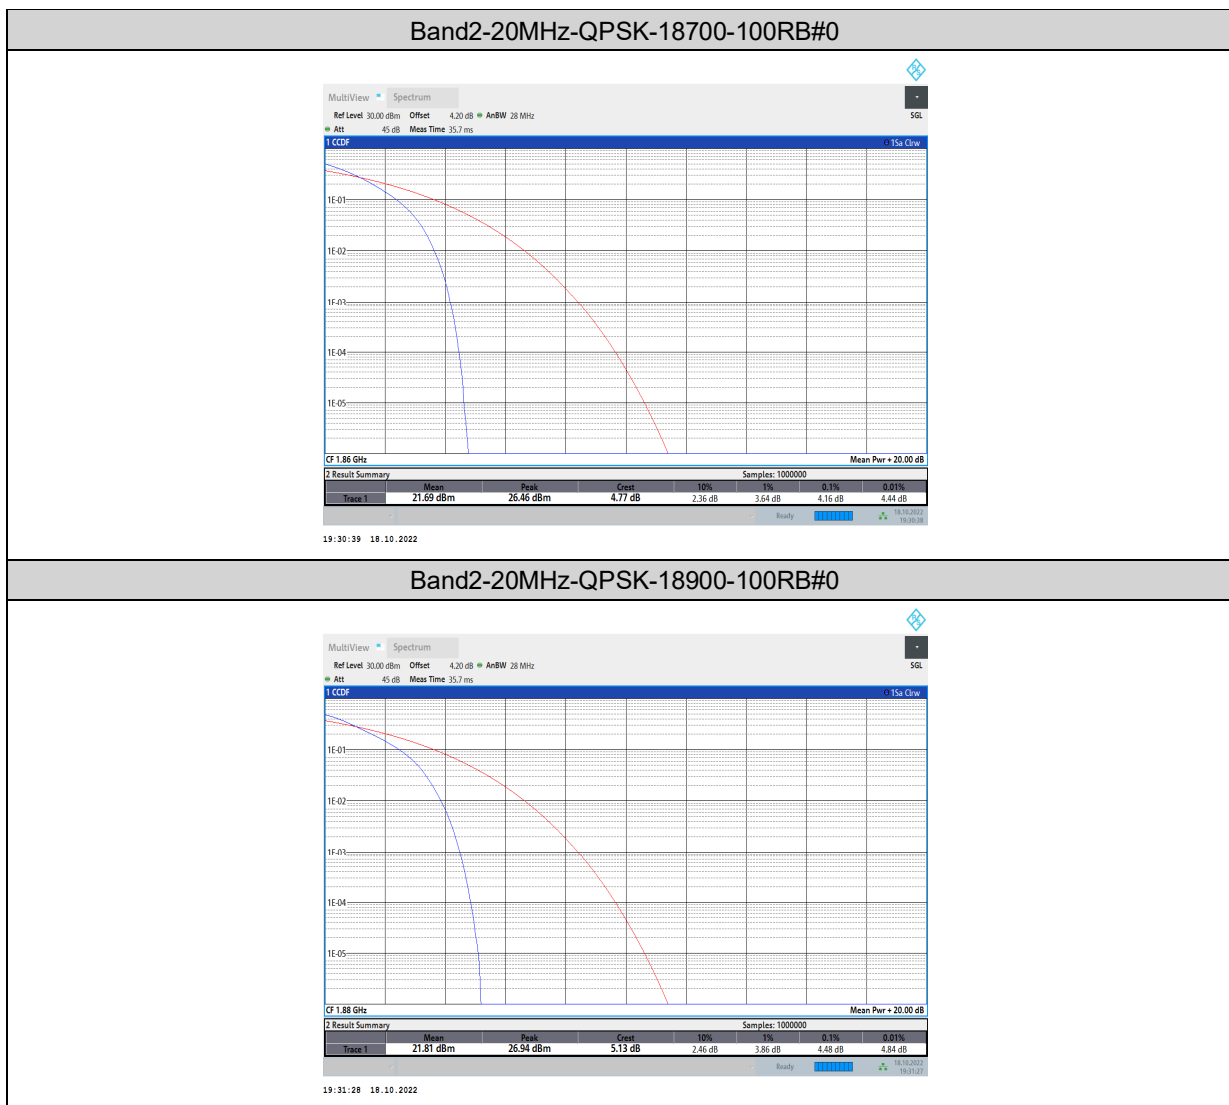 Band2-20MHz-QPSK-18700-100RB#0
MultiView Spectrum
Ref Level 30.00 dBm Offset 4.20 dB AnBW 28 MHz SGL
Att 45 dB Meas Time 35.7 ms
1 CCDF 1Sa Clrw
1E-01
1E-02
1E-03
1E-04
1E-05
CF 1.86 GHz Mean Pwr + 20.00 dB
2 Result Summary Samples: 1000000
Mean Peak Crest 10% 1% 0.1% 0.01%
Trace 1 21.69 dBm 26.46 dBm 4.77 dB 2.36 dB 3.64 dB 4.16 dB 4.44 dB
Ready 18.10.2022
19:30:39
19:30:39 18.10.2022
Band2-20MHz-QPSK-18900-100RB#0
MultiView Spectrum
Ref Level 30.00 dBm Offset 4.20 dB AnBW 28 MHz SGL
Att 45 dB Meas Time 35.7 ms
1 CCDF 1Sa Clrw
1E-01
1E-02
1E-03
1E-04
1E-05
CF 1.88 GHz Mean Pwr + 20.00 dB
2 Result Summary Samples: 1000000
Mean Peak Crest 10% 1% 0.1% 0.01%
Trace 1 21.81 dBm 26.94 dBm 5.13 dB 2.46 dB 3.86 dB 4.48 dB 4.84 dB
Ready 18.10.2022
19:31:27
19:31:28 18.10.2022